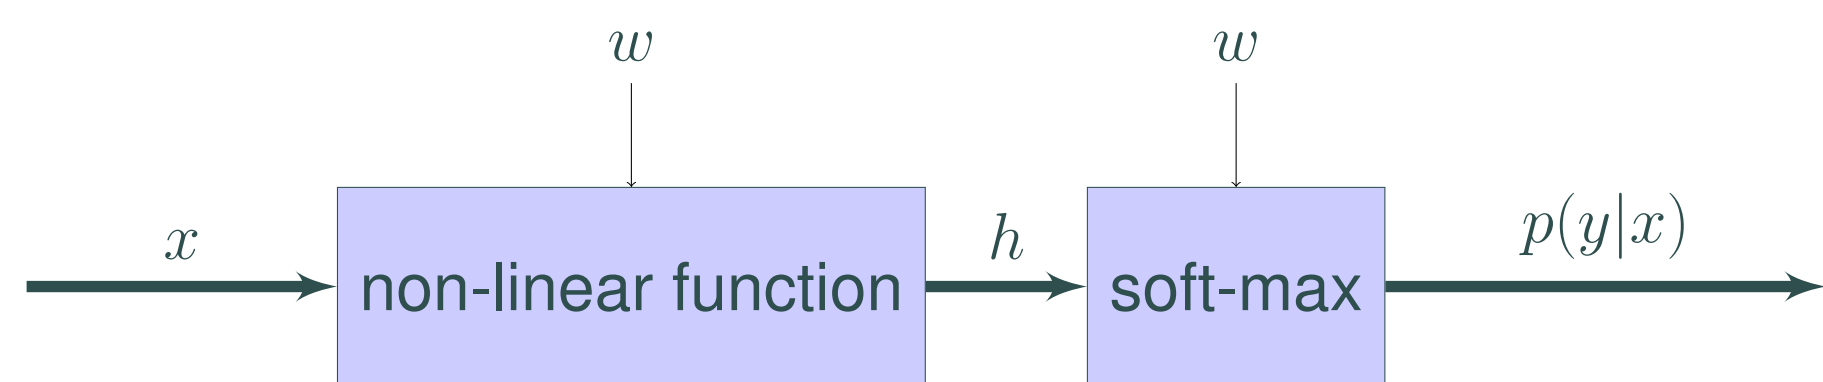 w w
x non-linear function h soft-max p(y|x)